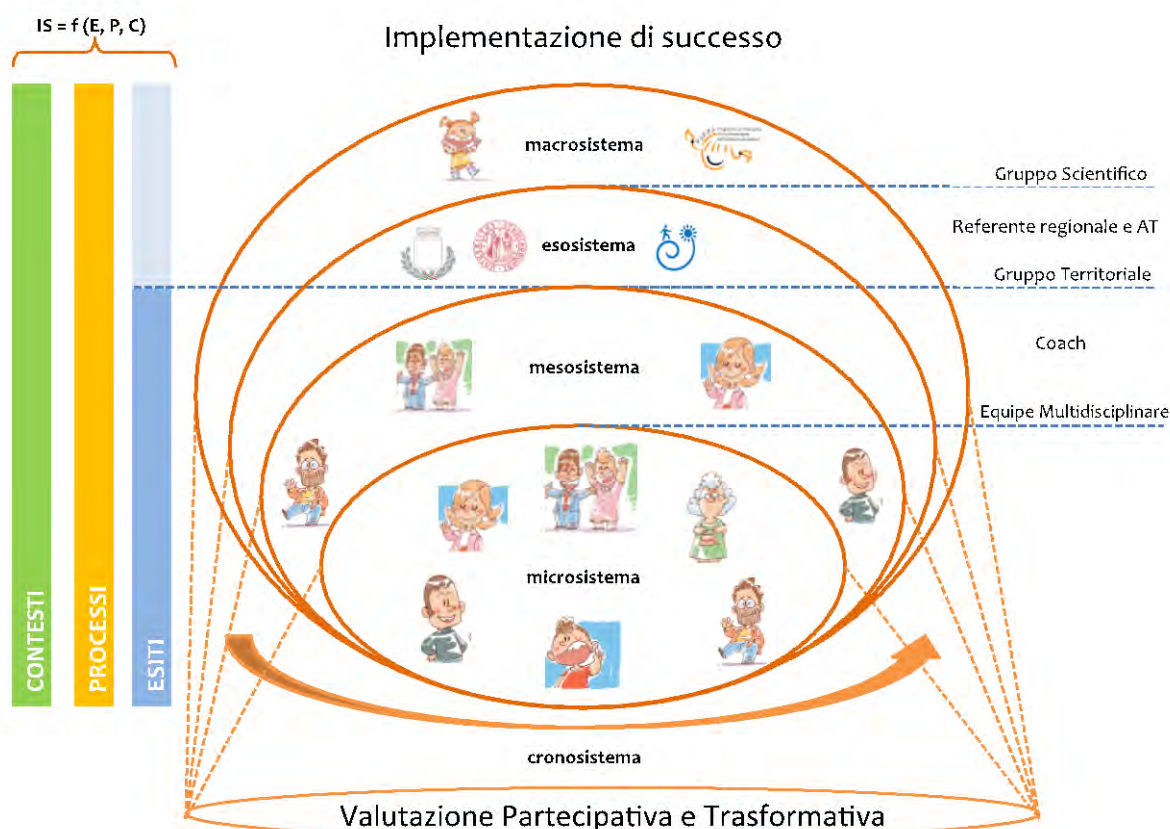 IS = f (E, P, C)
Implementazione di successo
macrosistema
Gruppo Scientifico
Referente regionale e AT
esosistema
Gruppo Territoriale
Coach
mesosistema
Equipe Multidisciplinare
microsistema
CONTESTI
PROCESSI
ESITI
cronosistema
Valutazione Partecipativa e Trasformativa